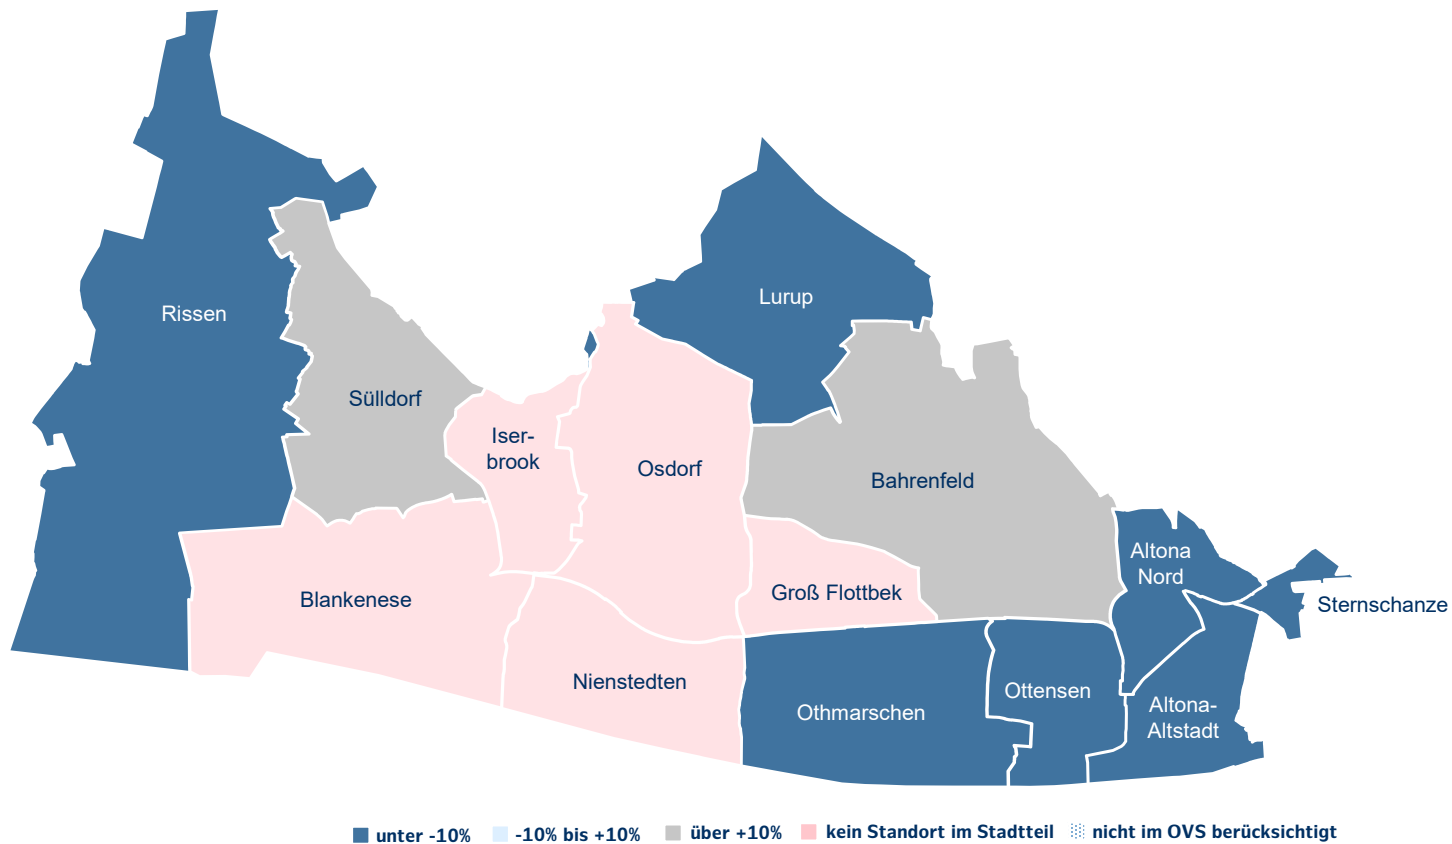 Rissen
Lurup
Sülldorf
Iser-
brook
Osdorf
Bahrenfeld
Altona
Nord
Sternschanze
Blankenese
Groß Flottbek
Nienstedten
Othmarschen
Ottensen
Altona-
Altstadt
unter -10% -10% bis +10% über +10% kein Standort im Stadtteil nicht im OVS berücksichtigt